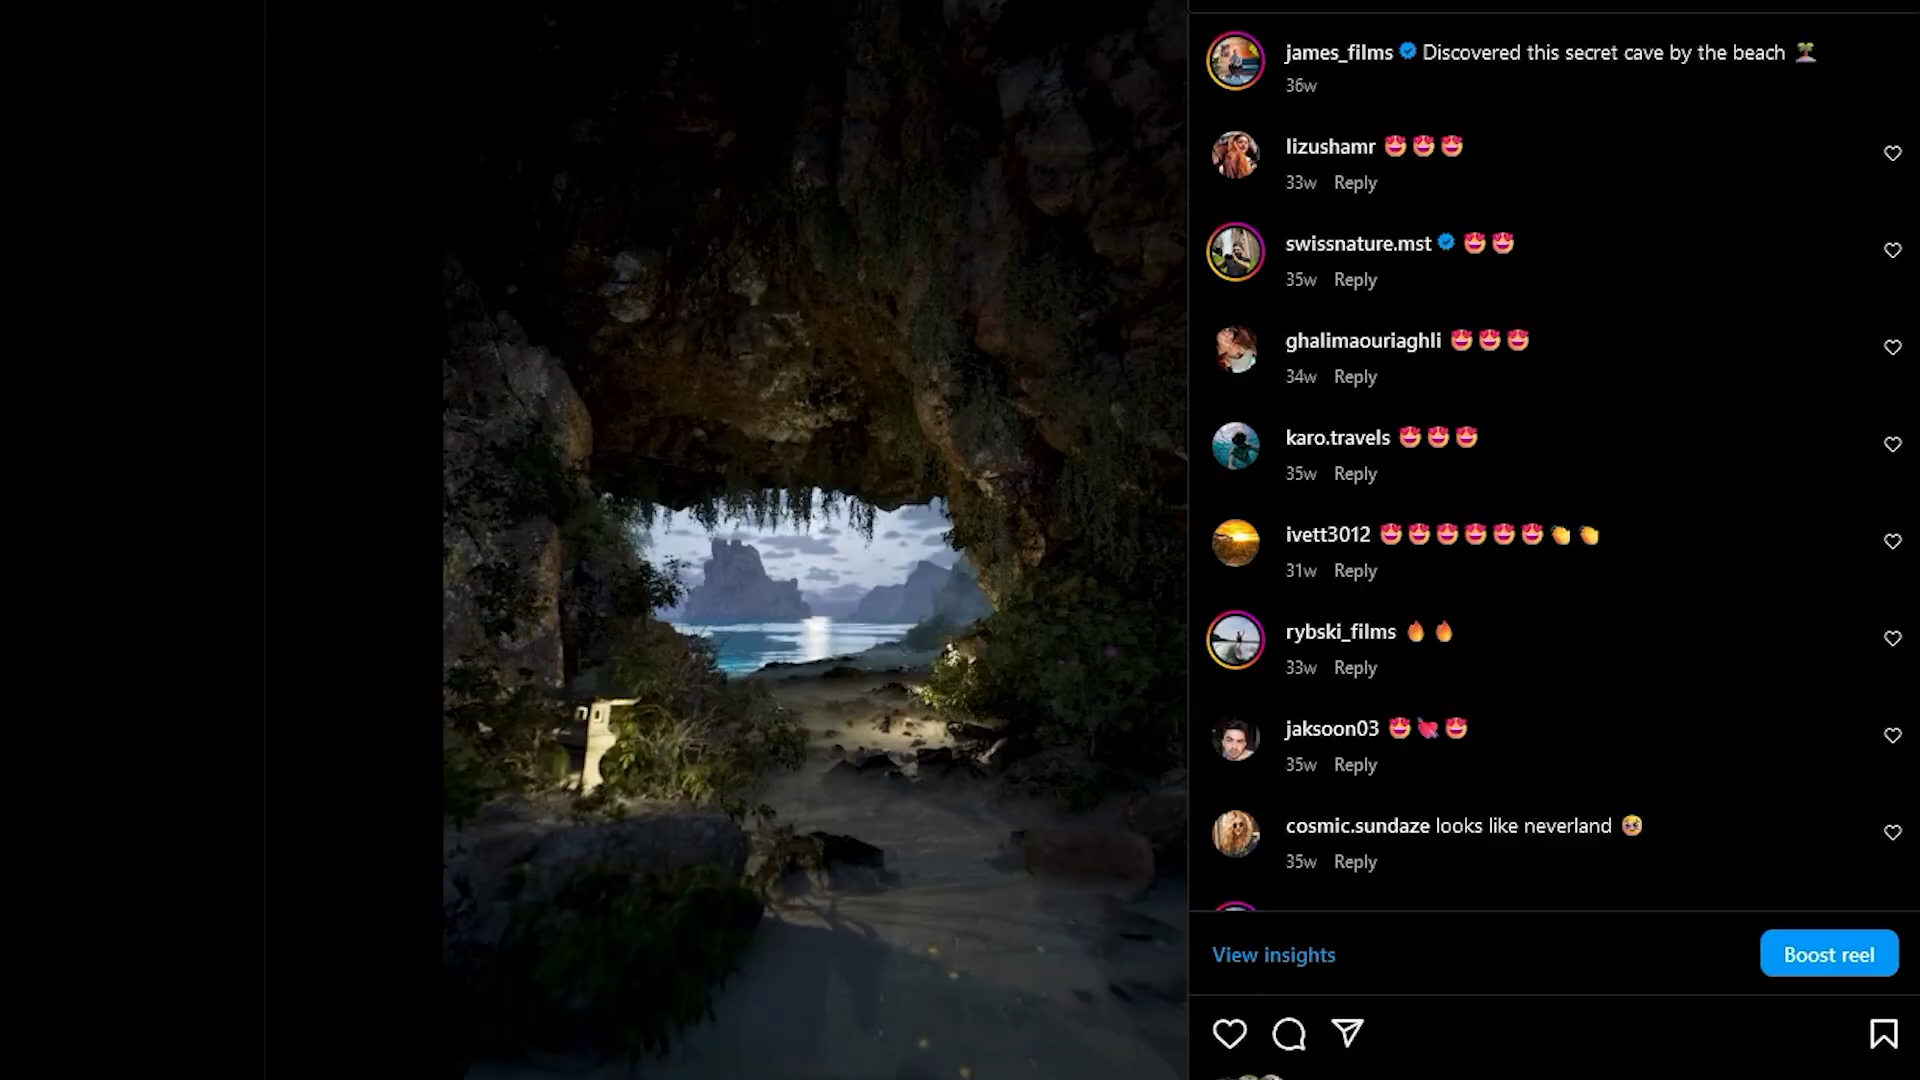 james_films Discovered this secret cave by the beach 🏝️
36w
lizushamr 😍😍😍
33w Reply
swissnature.mst 😍😍
35w Reply
ghalimaouriaghli 😍😍😍
34w Reply
karo.travels 😍😍😍
35w Reply
ivett3012 😍😍😍😍😍😍👏👏
31w Reply
rybski_films 🔥🔥
33w Reply
jaksoon03 😍💘😍
35w Reply
cosmic.sundaze looks like neverland 🥹
35w Reply
View insights
Boost reel